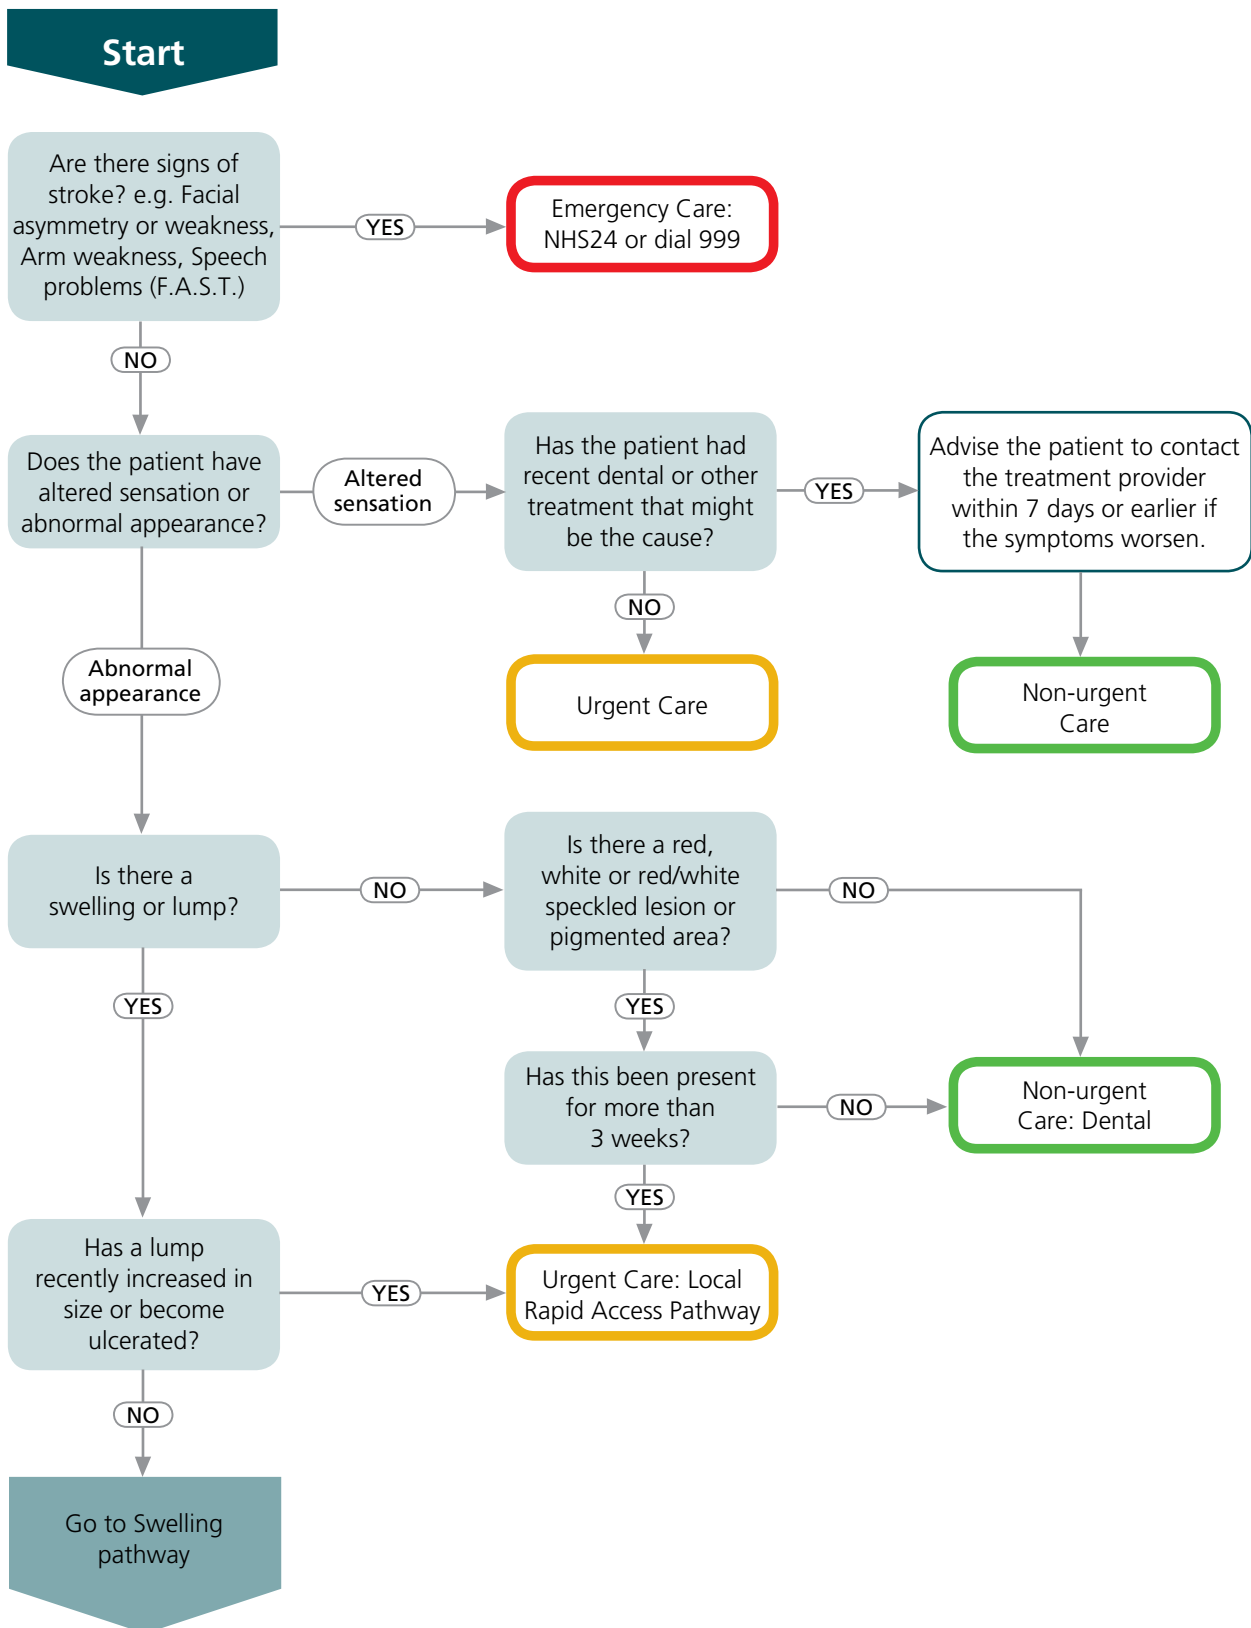 Start
Are there signs of
stroke? e.g. Facial
asymmetry or weakness,
Arm weakness, Speech
problems (F.A.S.T.)
YES
Emergency Care:
NHS24 or dial 999
NO
Does the patient have
altered sensation or
abnormal appearance?
Altered
sensation
Has the patient had
recent dental or other
treatment that might
be the cause?
YES
Advise the patient to contact
the treatment provider
within 7 days or earlier if
the symptoms worsen.
NO
Urgent Care
Non-urgent
Care
Abnormal
appearance
Is there a
swelling or lump?
NO
Is there a red,
white or red/white
speckled lesion or
pigmented area?
NO
YES
YES
Has this been present
for more than
3 weeks?
NO
Non-urgent
Care: Dental
YES
Has a lump
recently increased in
size or become
ulcerated?
YES
Urgent Care: Local
Rapid Access Pathway
NO
Go to Swelling
pathway